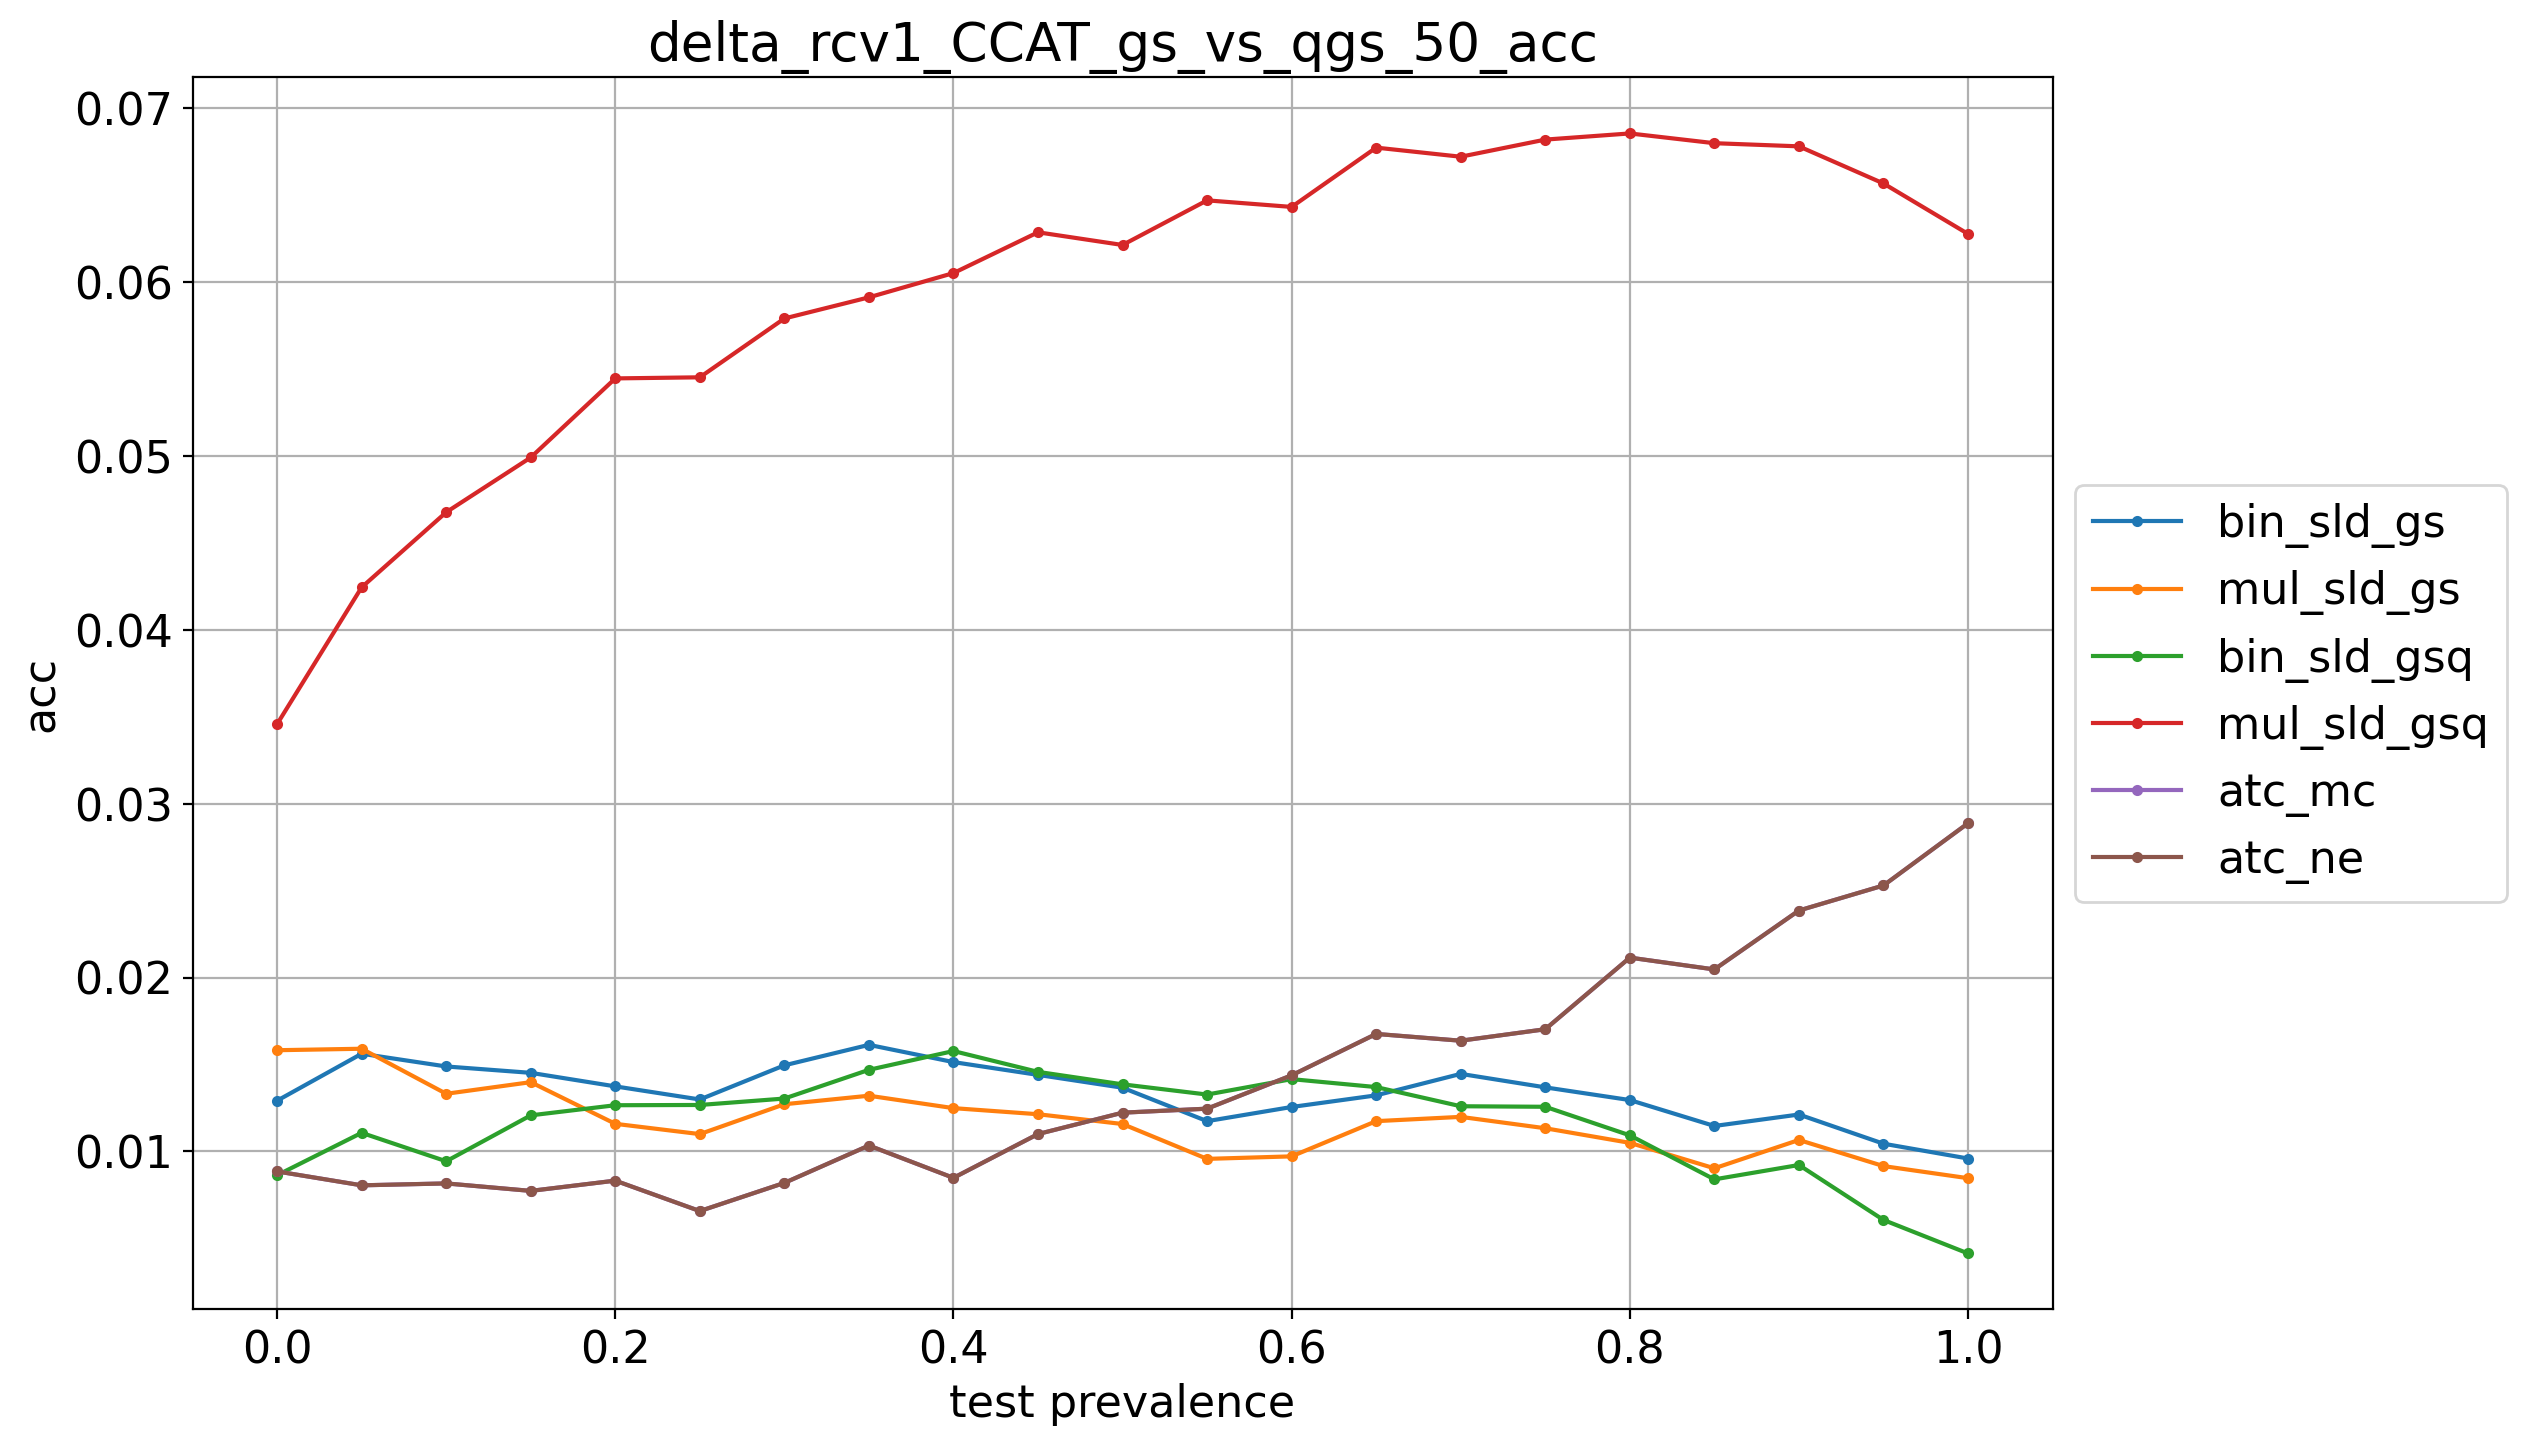 delta_rcv1_CCAT_gs_vs_qgs_50_acc
0.07
0.06
0.05
0.04
0.03
0.02
0.01
acc
0.0 0.2 0.4 0.6 0.8 1.0
test prevalence
bin_sld_gs
mul_sld_gs
bin_sld_gsq
mul_sld_gsq
atc_mc
atc_ne